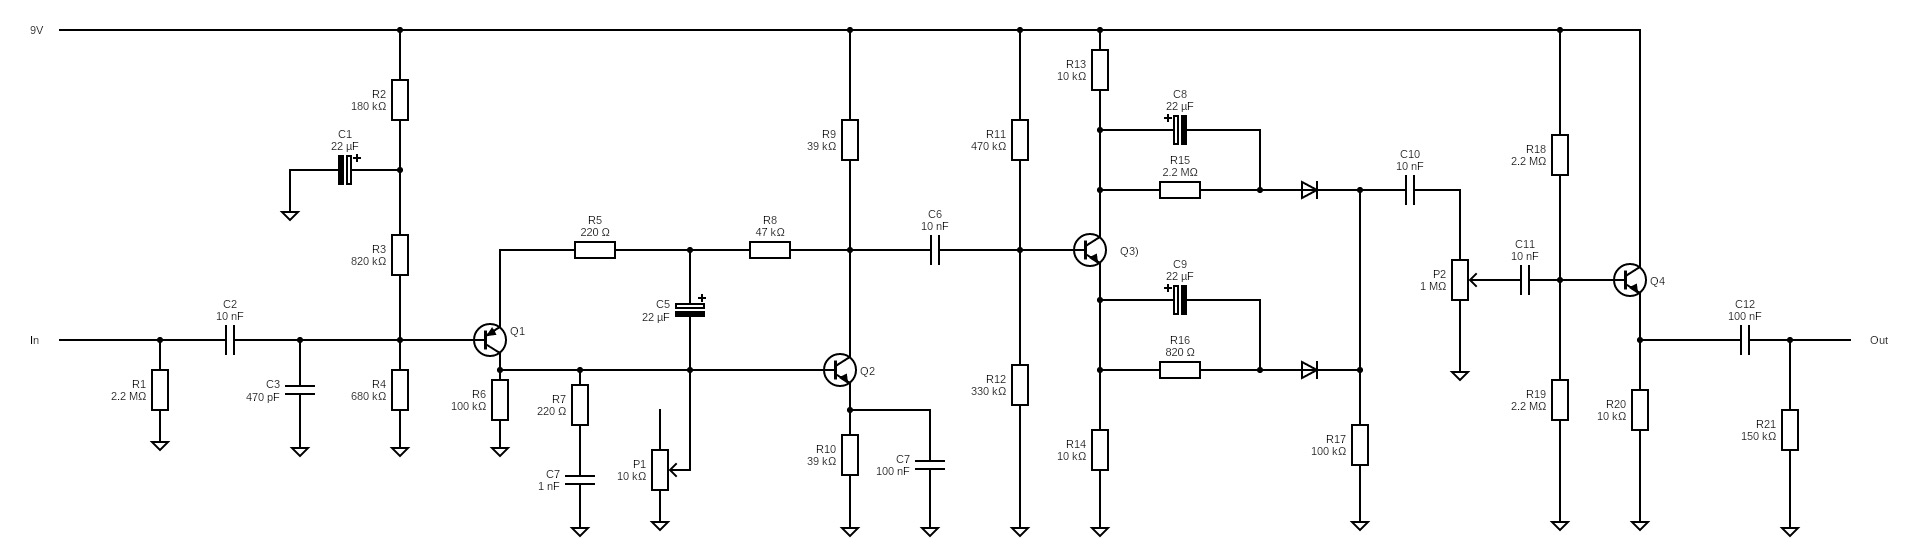 9V
R2
180 kΩ
C1
22 µF
R3
820 kΩ
C2
10 nF
In
R1
2.2 MΩ
C3
470 pF
R4
680 kΩ
Q1
R5
220 Ω
R8
47 kΩ
C5
22 µF
R6
100 kΩ
R7
220 Ω
C7
1 nF
P1
10 kΩ
R9
39 kΩ
Q2
R10
39 kΩ
C7
100 nF
C6
10 nF
R11
470 kΩ
R12
330 kΩ
R13
10 kΩ
Q3)
R14
10 kΩ
C8
22 µF
R15
2.2 MΩ
C9
22 µF
R16
820 Ω
R17
100 kΩ
C10
10 nF
P2
1 MΩ
C11
10 nF
R18
2.2 MΩ
R19
2.2 MΩ
Q4
R20
10 kΩ
C12
100 nF
R21
150 kΩ
Out